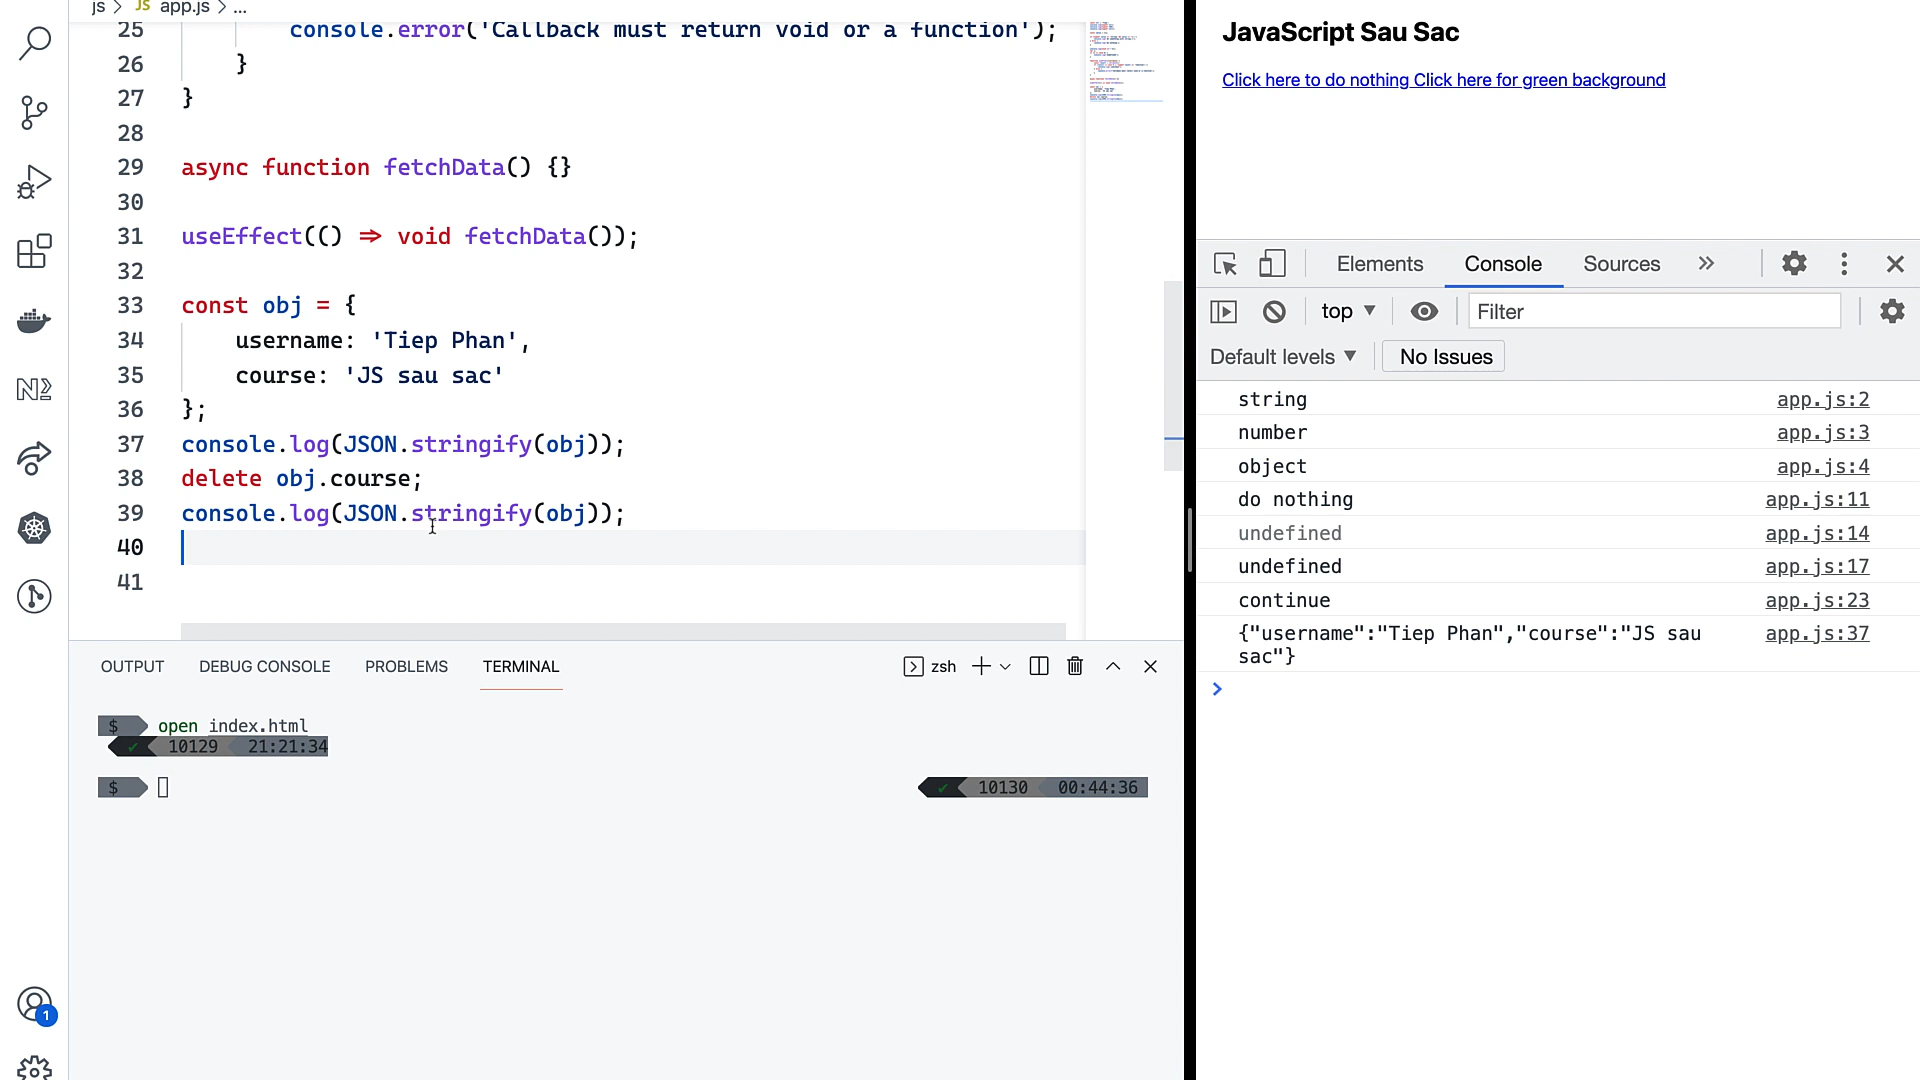 js > JS app.js > ...
25 console.error('Callback must return void or a function');
26 }
27 }
28
29 async function fetchData() {}
30
31 useEffect(() => void fetchData());
32
33 const obj = {
34 username: 'Tiep Phan',
35 course: 'JS sau sac'
36 };
37 console.log(JSON.stringify(obj));
38 delete obj.course;
39 console.log(JSON.stringify(obj));
40
41
OUTPUT DEBUG CONSOLE PROBLEMS TERMINAL zsh
$ open index.html
✓ 10129 21:21:34
$ ✓ 10130 00:44:36
1
JavaScript Sau Sac
Click here to do nothing Click here for green background
Elements Console Sources »
top ▼ Filter
Default levels ▼ No Issues
string app.js:2
number app.js:3
object app.js:4
do nothing app.js:11
undefined app.js:14
undefined app.js:17
continue app.js:23
{"username":"Tiep Phan","course":"JS sau app.js:37
sac"}
>